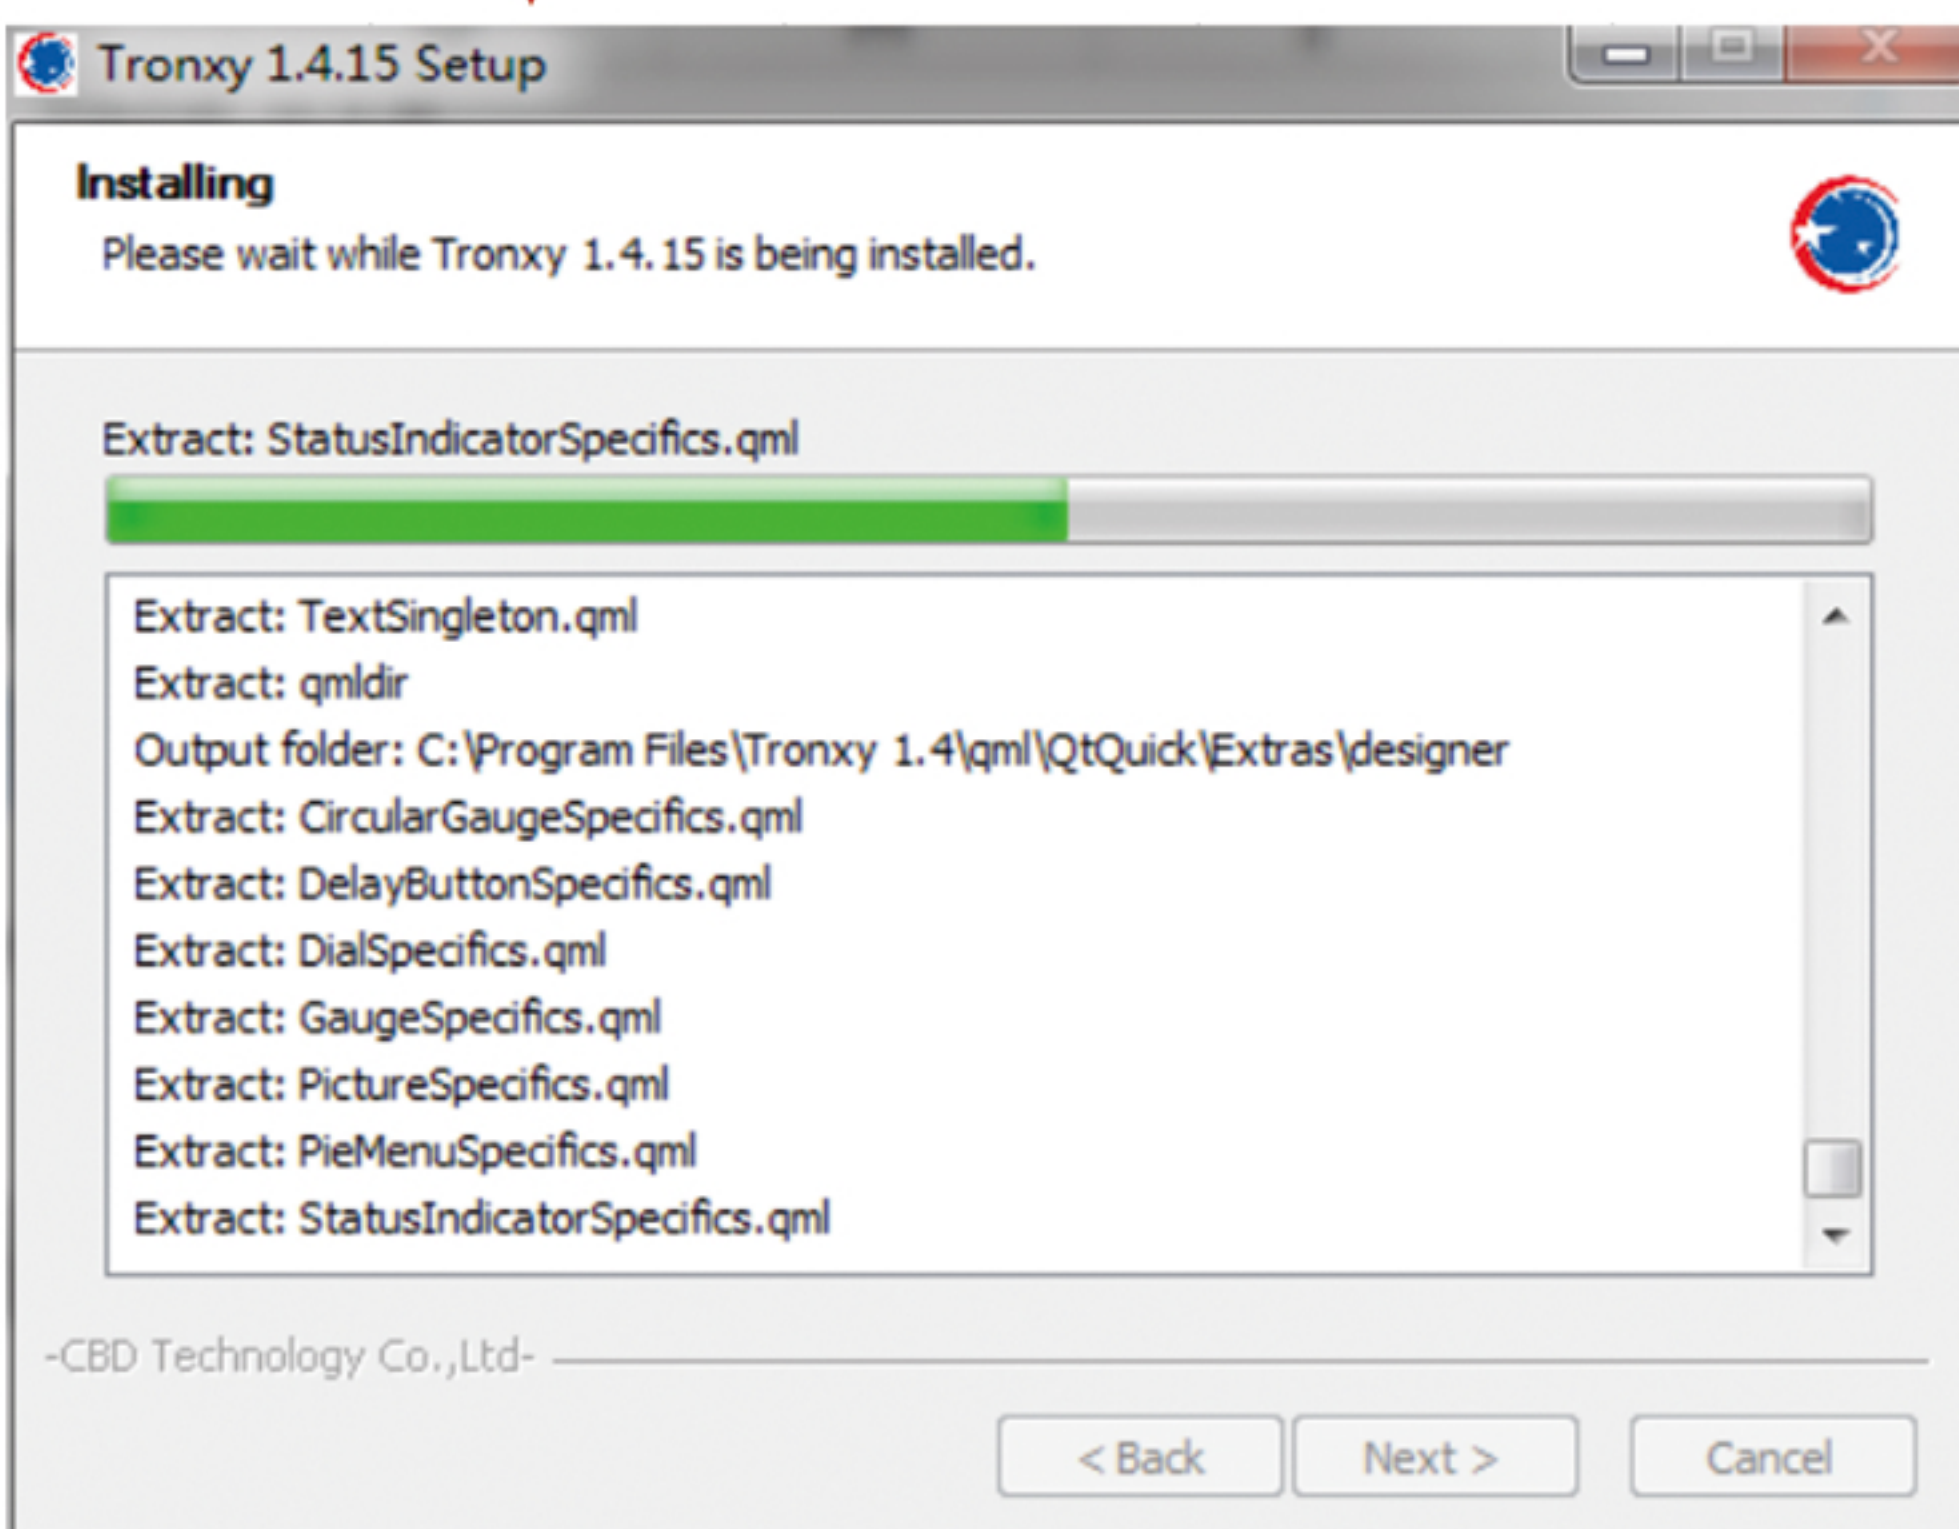 Tronxy 1.4.15 Setup
Installing
Please wait while Tronxy 1.4.15 is being installed.
Extract: StatusIndicatorSpecifics.qml
Extract: TextSingleton.qml
Extract: qmldir
Output folder: C:\Program Files\Tronxy 1.4\qml\QtQuick\Extras\designer
Extract: CircularGaugeSpecifics.qml
Extract: DelayButtonSpecifics.qml
Extract: DialSpecifics.qml
Extract: GaugeSpecifics.qml
Extract: PictureSpecifics.qml
Extract: PieMenuSpecifics.qml
Extract: StatusIndicatorSpecifics.qml
-CBD Technology Co.,Ltd-
< Back Next > Cancel